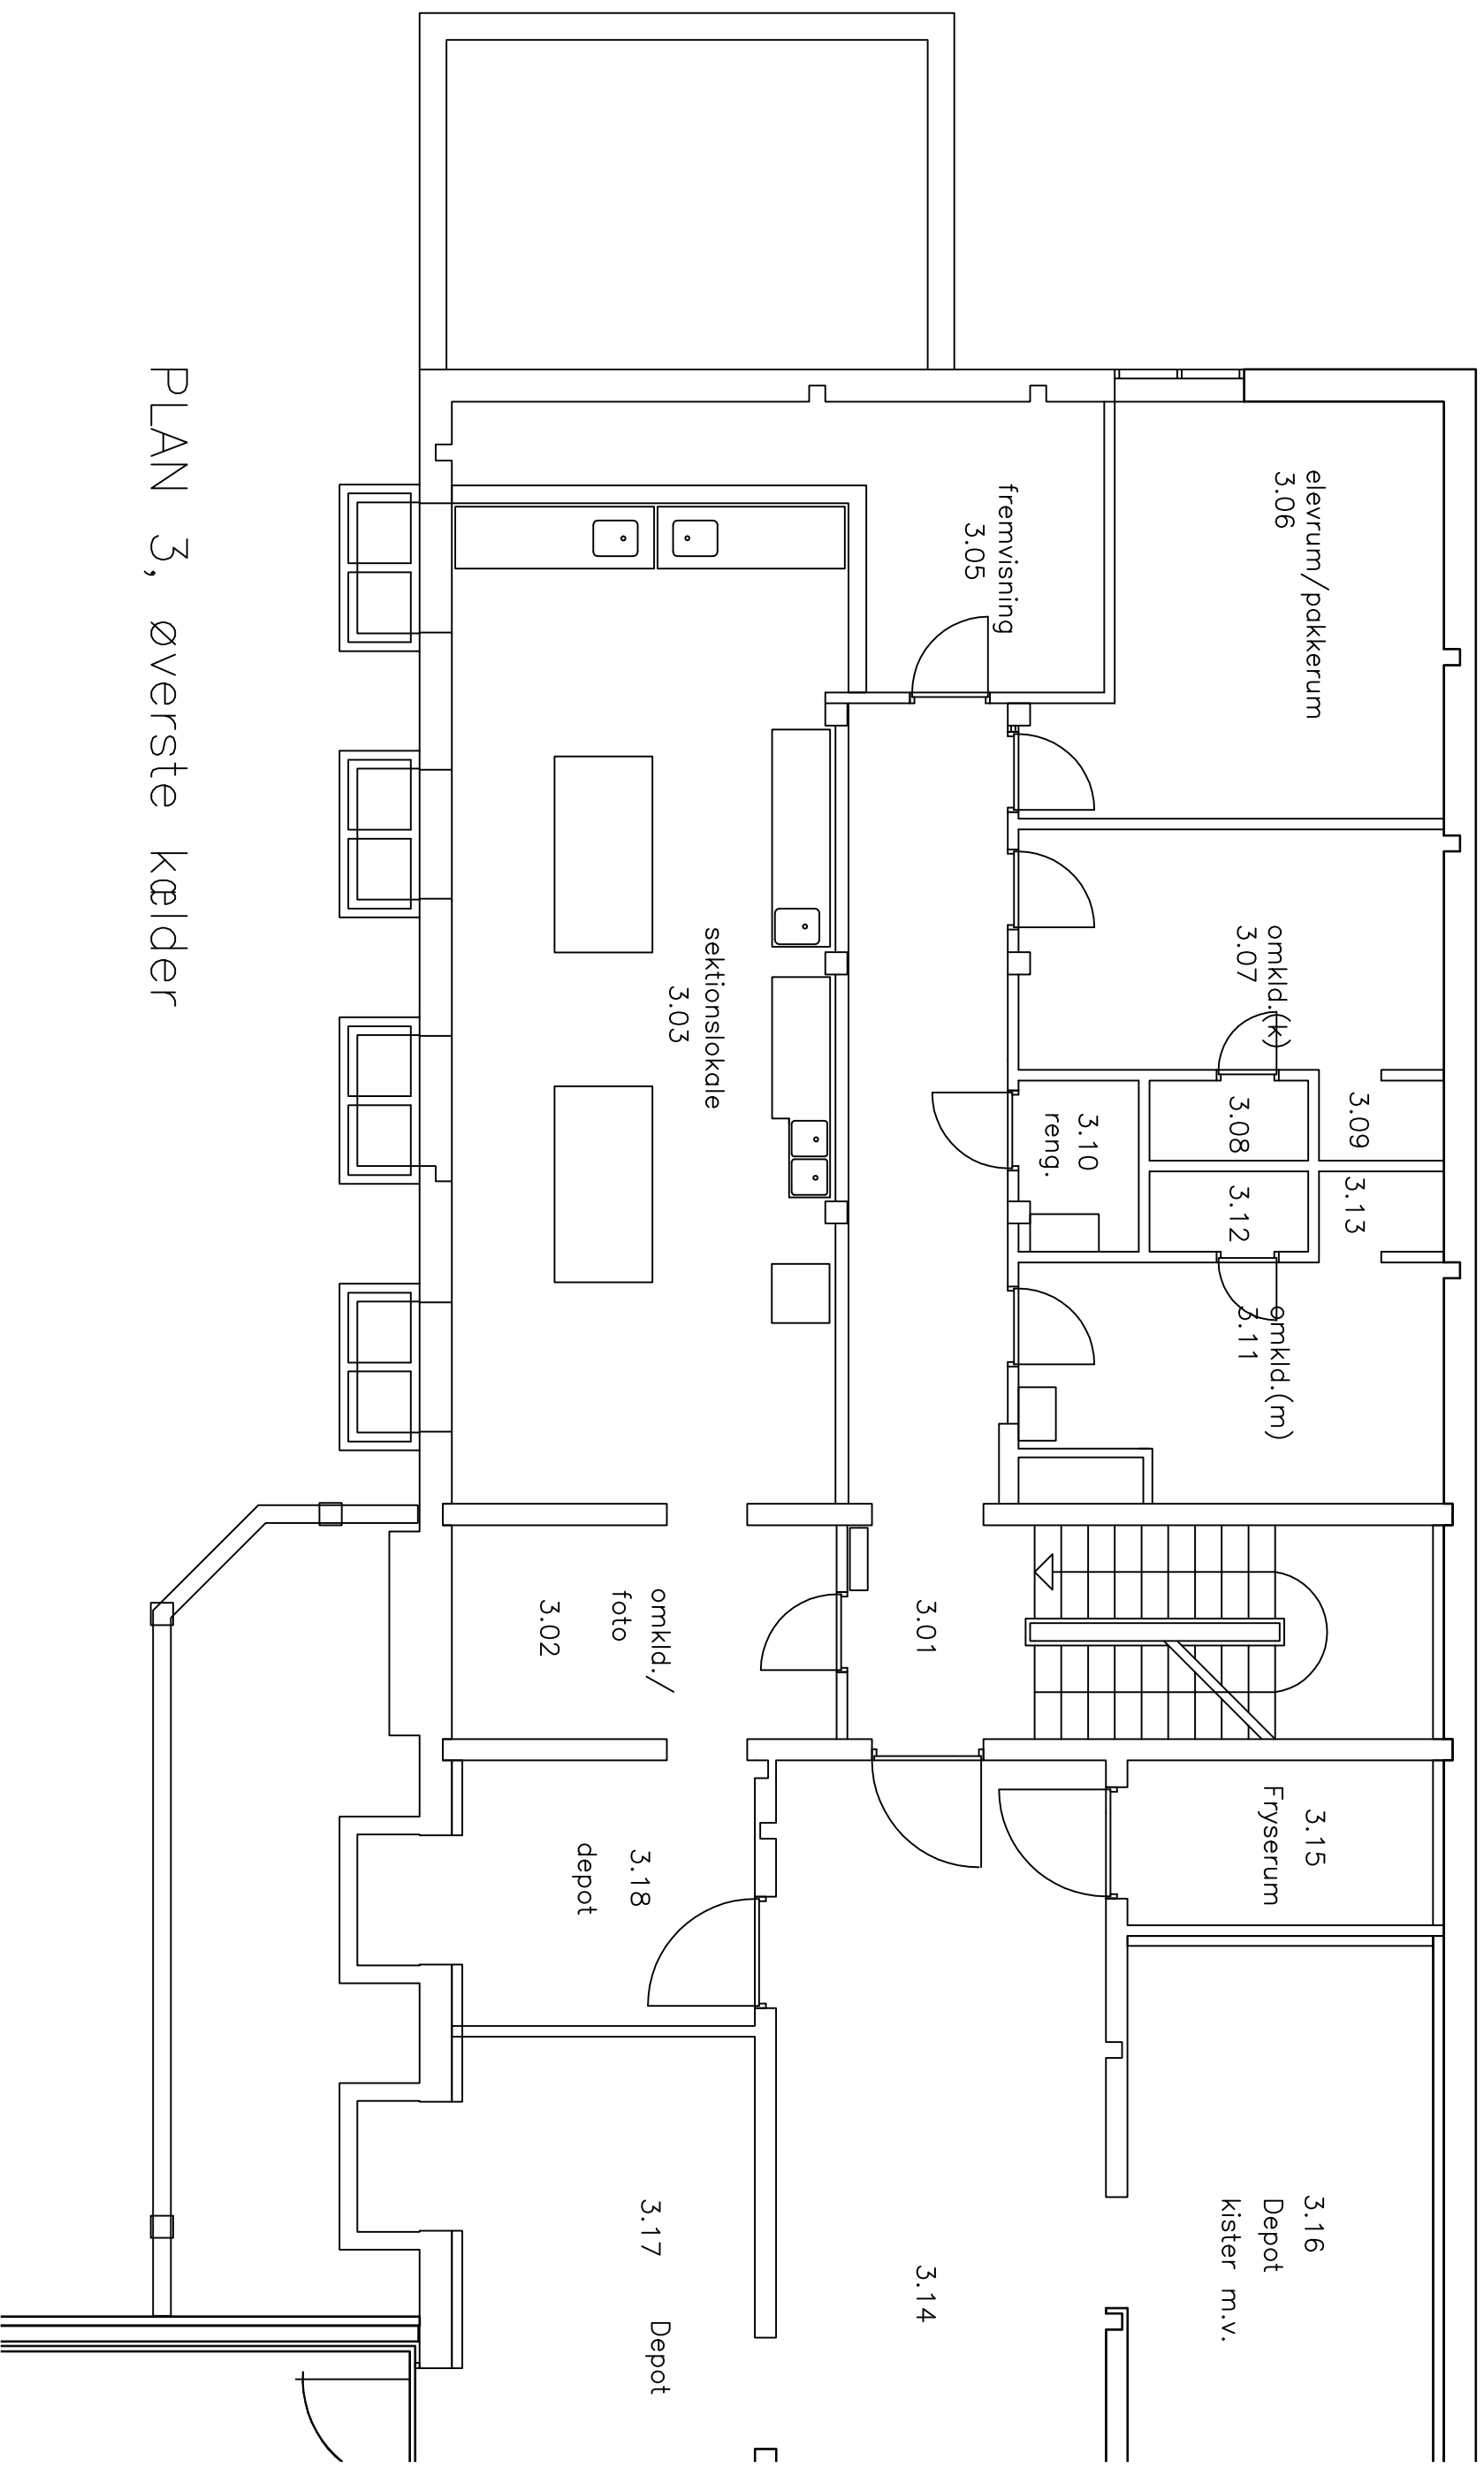 elevrum/pakkerum
3.06
fremvisning
3.05
omkld.(k)
3.07
3.09
3.08
3.10
reng.
3.13
3.12
omkld.(m)
3.11
sektionslokale
3.03
3.01
omkld./
foto
3.02
3.15
Fryserum
3.18
depot
3.16
Depot
kister m.v.
3.14
3.17
Depot
PLAN 3, øverste kælder